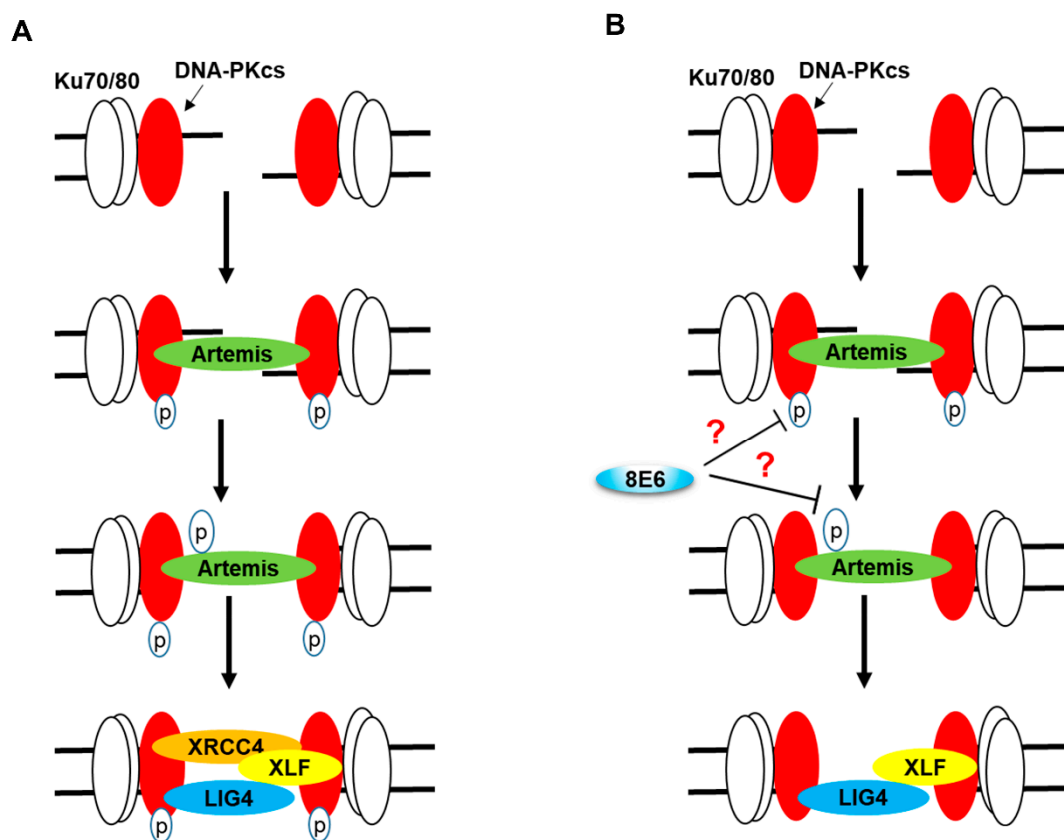 A
Ku70/80
DNA-PKcs
Artemis
p
p
p
Artemis
p
p
XRCC4
XLF
LIG4
p
p
B
Ku70/80
DNA-PKcs
Artemis
p
p
?
?
8E6
p
Artemis
XLF
LIG4